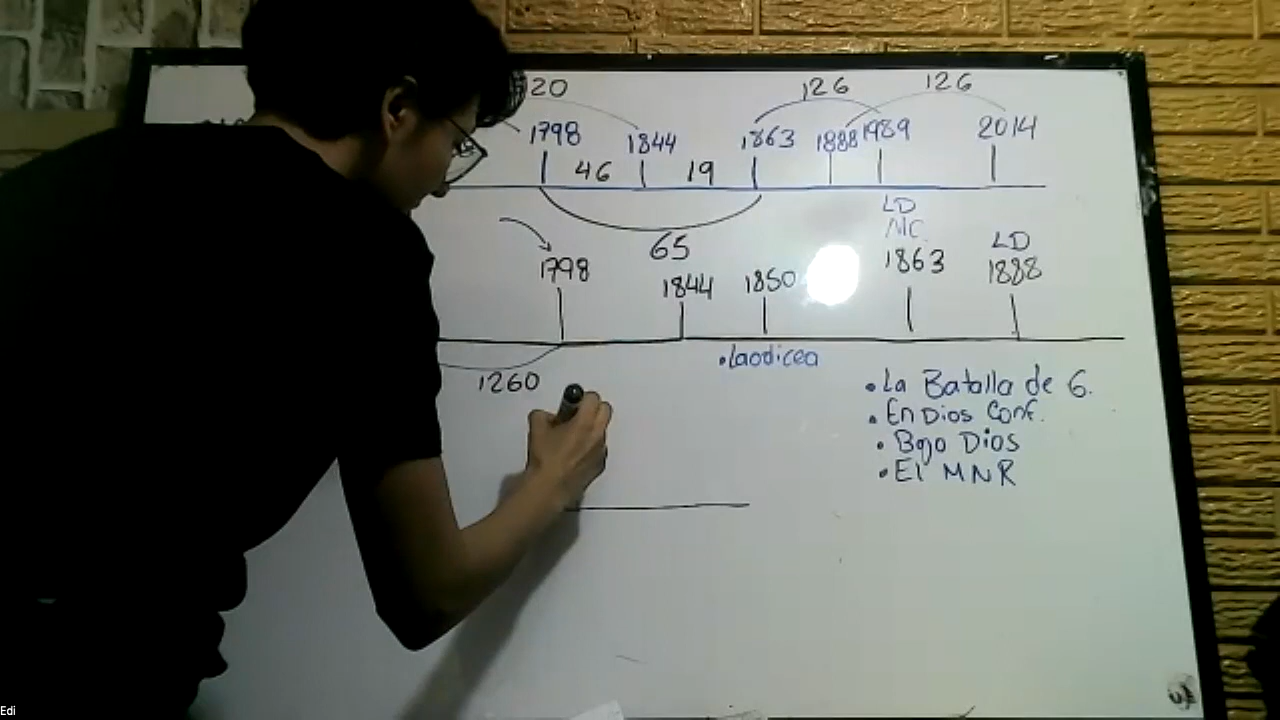 20 126 126
1798 1844 1863 1888 1989 2014
46 19
65
LD
NC
LD
1798 1844 1850 1863 1888
1260
•Laodicea
•La Batalla de G.
•En Dios Conf.
•Bajo Dios
•El MNR
Edi